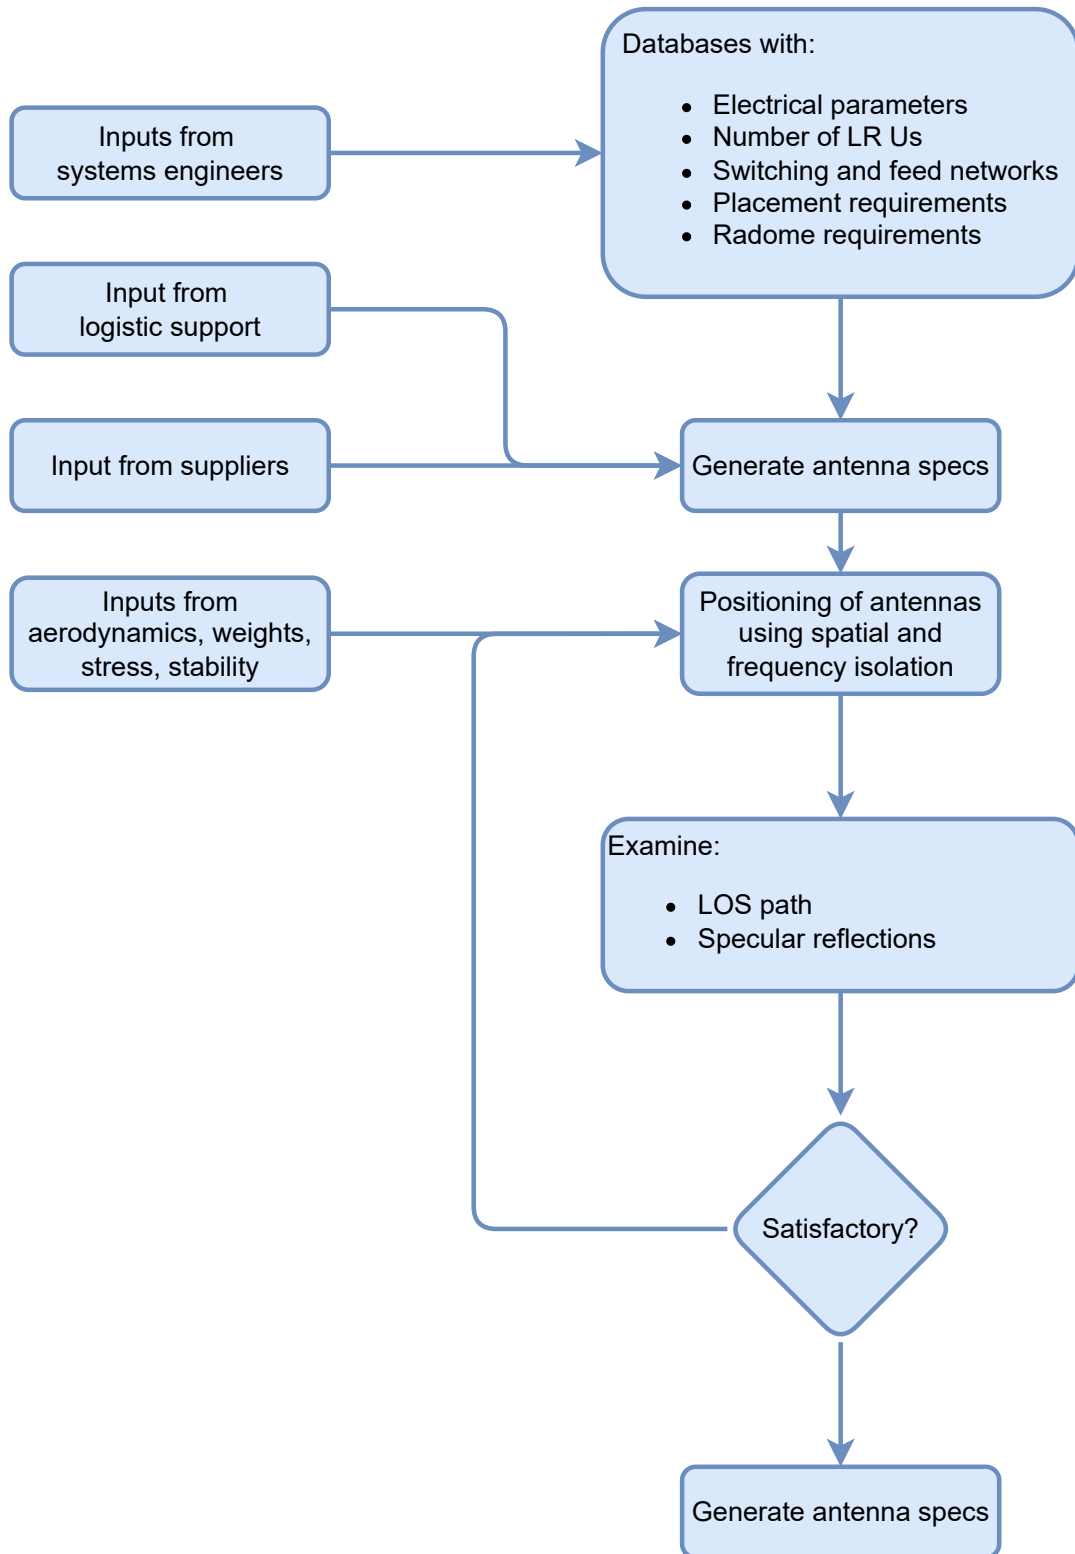 Databases with:
• Electrical parameters
• Number of LR Us
• Switching and feed networks
• Placement requirements
• Radome requirements
Inputs from
systems engineers
Input from
logistic support
Input from suppliers
Generate antenna specs
Inputs from
aerodynamics, weights,
stress, stability
Positioning of antennas
using spatial and
frequency isolation
Examine:
• LOS path
• Specular reflections
Satisfactory?
Generate antenna specs